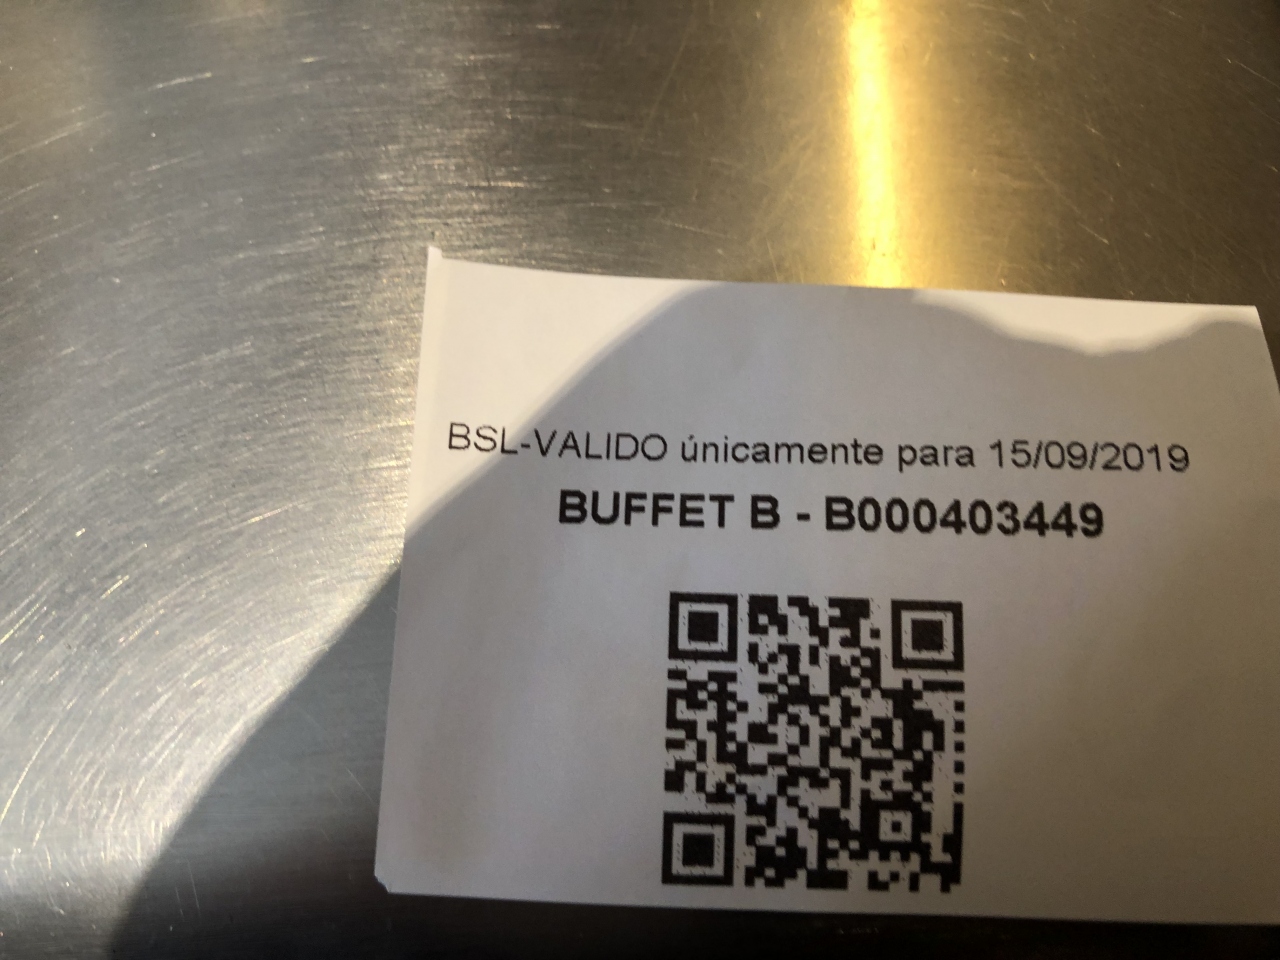 BSL-VALIDO únicamente para 15/09/2019
BUFFET B - B000403449